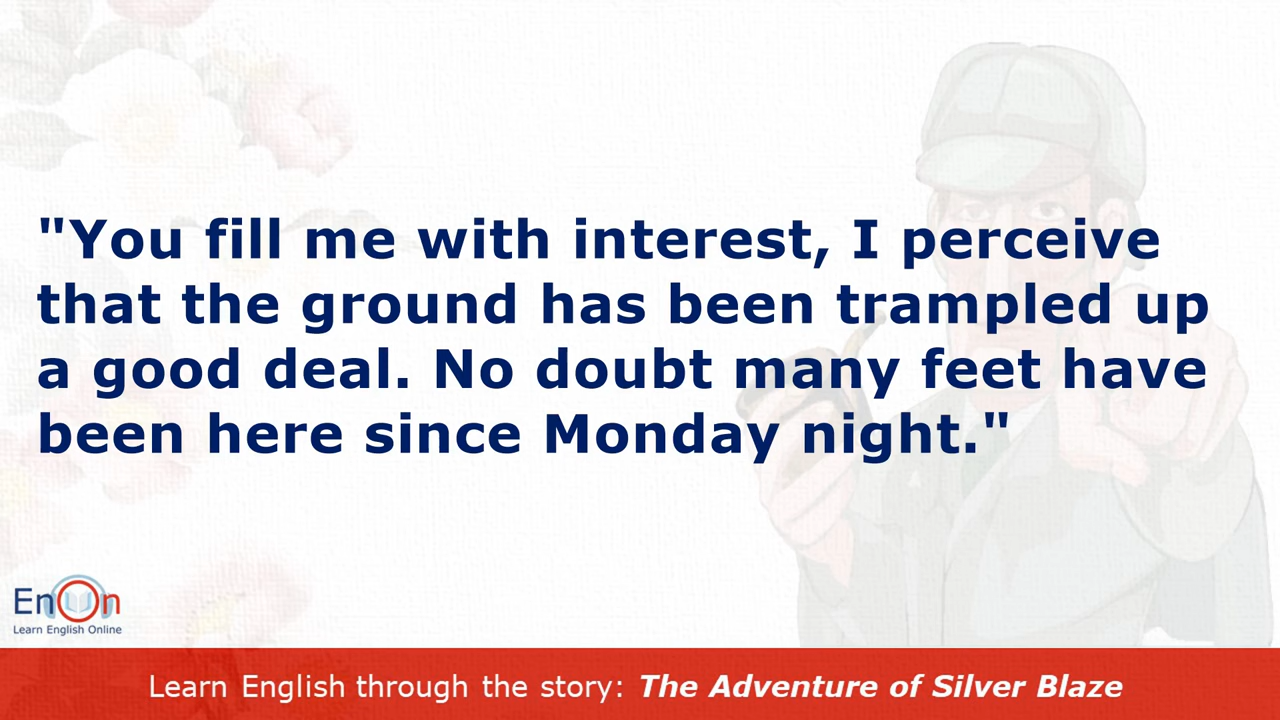 "You fill me with interest, I perceive
that the ground has been trampled up
a good deal. No doubt many feet have
been here since Monday night."
EnOn
Learn English Online
Learn English through the story: The Adventure of Silver Blaze